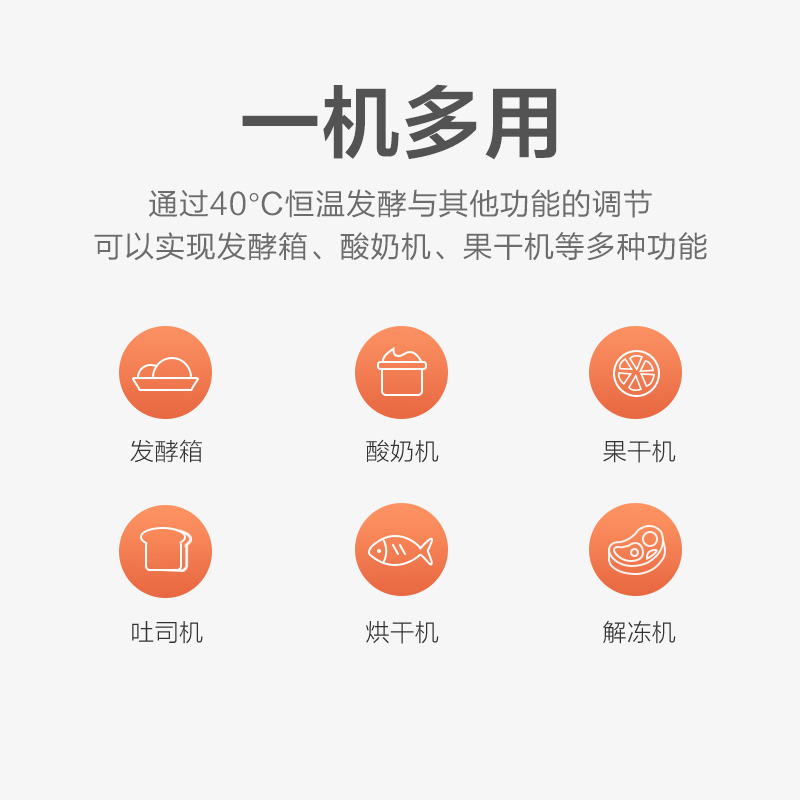 一机多用
通过40°C恒温发酵与其他功能的调节
可以实现发酵箱、酸奶机、果干机等多种功能
发酵箱
酸奶机
果干机
吐司机
烘干机
解冻机